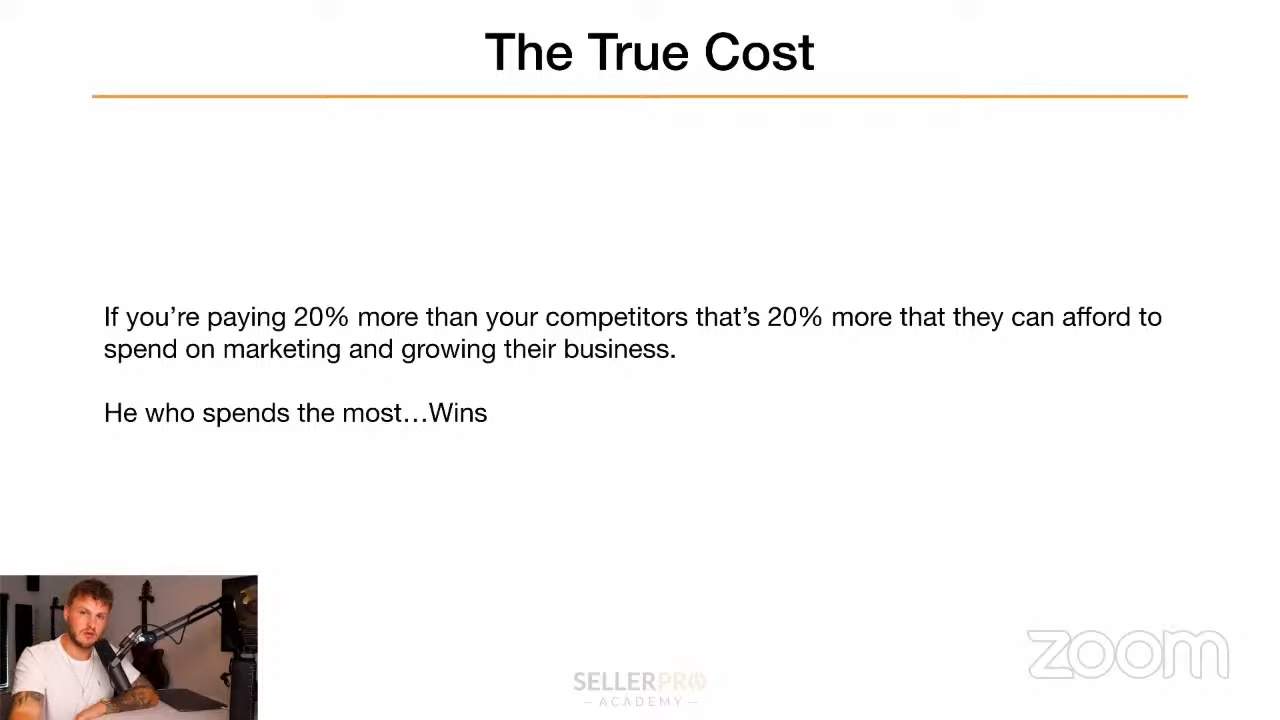 The True Cost
If you’re paying 20% more than your competitors that’s 20% more that they can afford to
spend on marketing and growing their business.
He who spends the most…Wins
zoom
SELLERPRO
– ACADEMY –